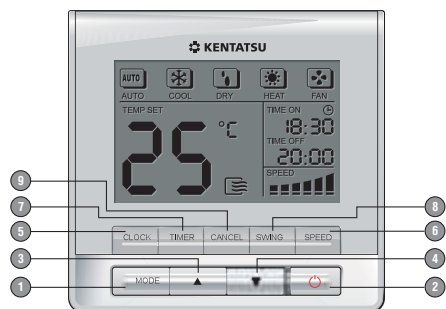 KENTATSU
AUTO
AUTO COOL DRY HEAT FAN
TEMP SET
TIME ON
25 °C
18:30
TIME OFF
20:00
SPEED
9
7
8
5
CLOCK TIMER CANCEL SWING SPEED
6
3
4
1
MODE ▲ ▼
2